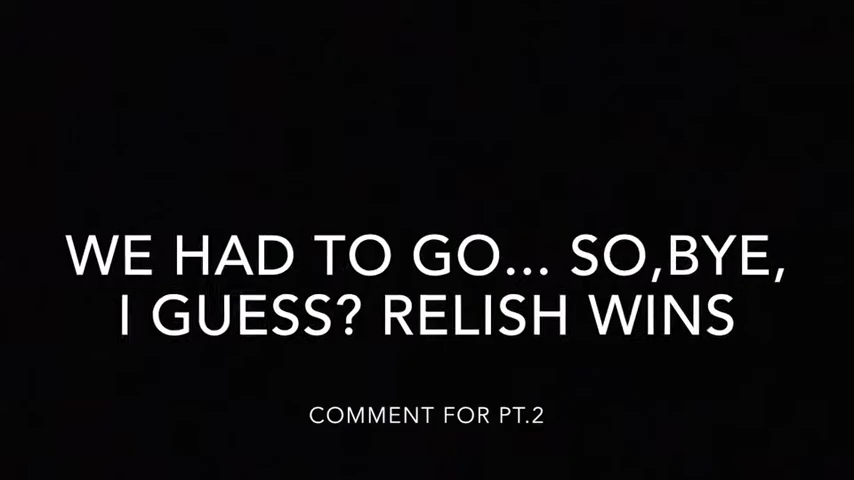 WE HAD TO GO... SO,BYE,
I GUESS? RELISH WINS
COMMENT FOR PT.2